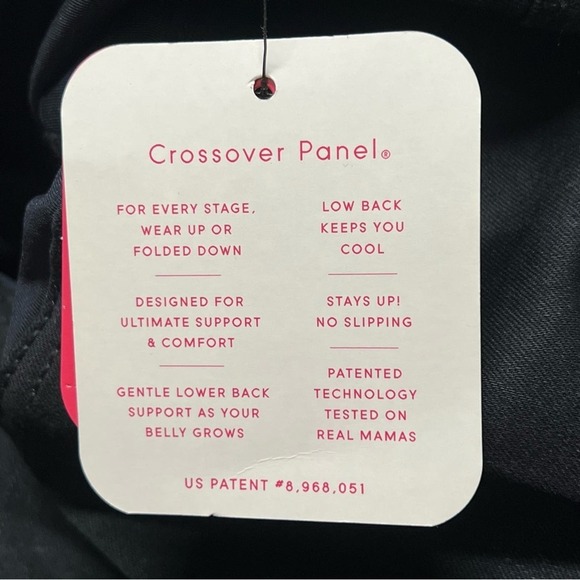 Crossover Panel®
FOR EVERY STAGE,
WEAR UP OR
FOLDED DOWN
DESIGNED FOR
ULTIMATE SUPPORT
& COMFORT
GENTLE LOWER BACK
SUPPORT AS YOUR
BELLY GROWS
LOW BACK
KEEPS YOU
COOL
STAYS UP!
NO SLIPPING
PATENTED
TECHNOLOGY
TESTED ON
REAL MAMAS
US PATENT #8,968,051